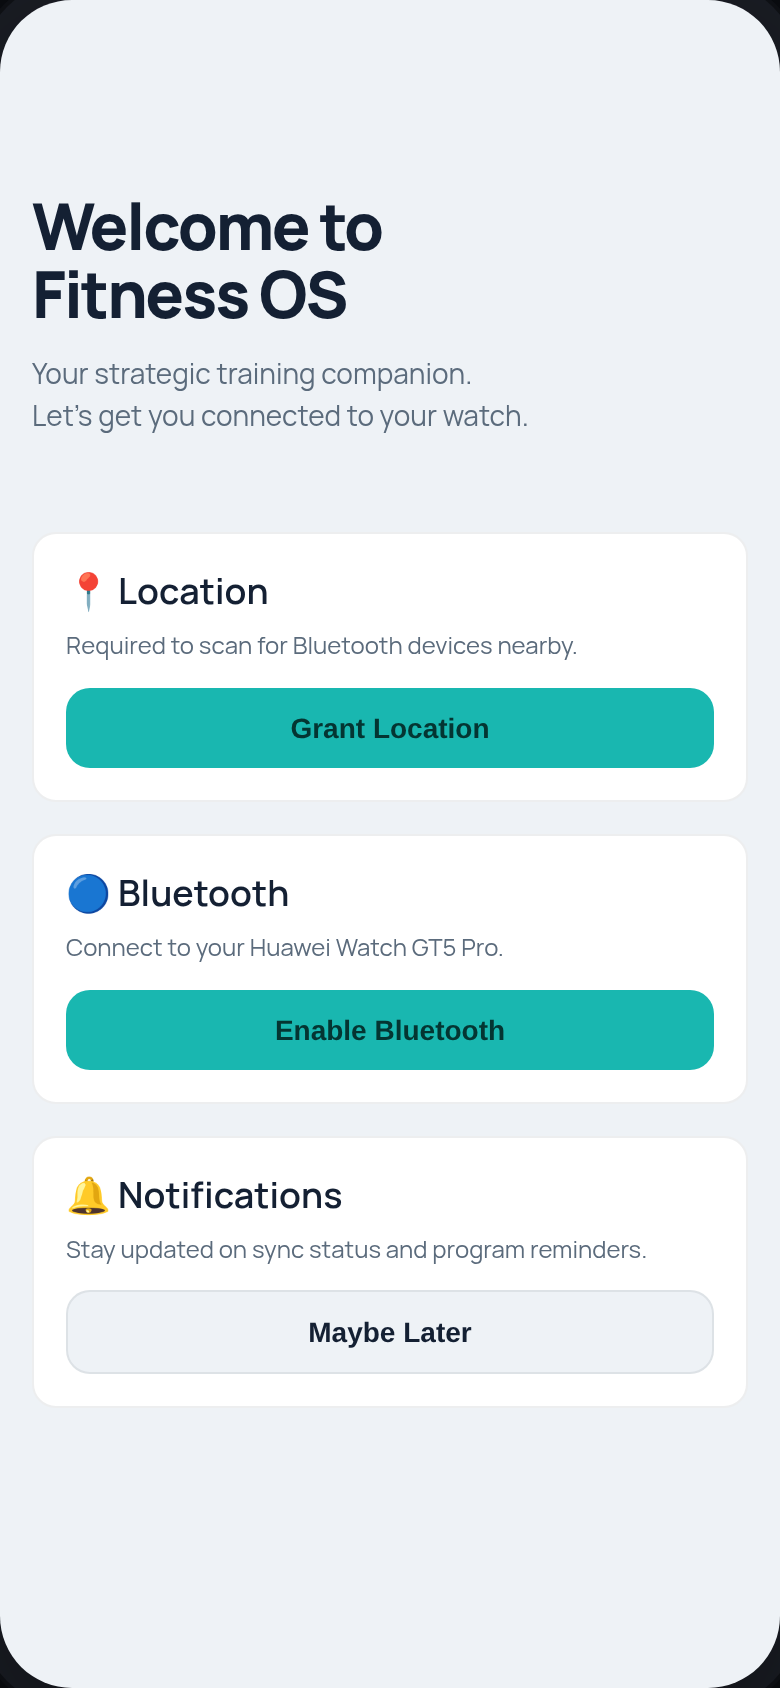 Welcome to
Fitness OS
Your strategic training companion.
Let's get you connected to your watch.
Location
Required to scan for Bluetooth devices nearby.
Grant Location
Bluetooth
Connect to your Huawei Watch GT5 Pro.
Enable Bluetooth
Notifications
Stay updated on sync status and program reminders.
Maybe Later